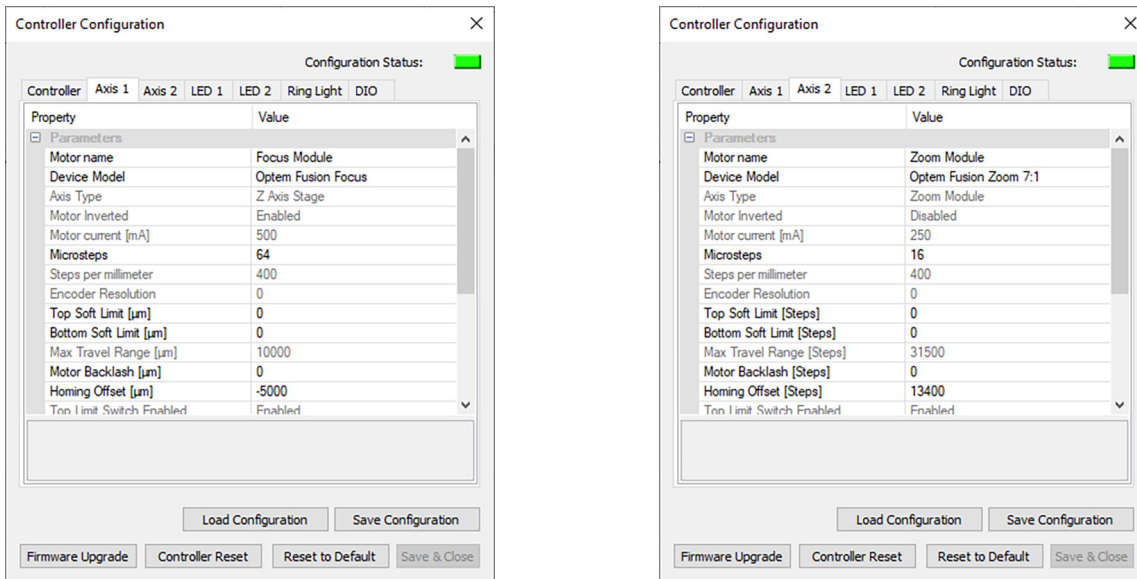 Controller Configuration
Configuration Status:
Controller Axis 1 Axis 2 LED 1 LED 2 Ring Light DIO
Property Value
Parameters
Motor name Focus Module
Device Model Optem Fusion Focus
Axis Type Z Axis Stage
Motor Inverted Enabled
Motor current [mA] 500
Microsteps 64
Steps per millimeter 400
Encoder Resolution 0
Top Soft Limit [µm] 0
Bottom Soft Limit [µm] 0
Max Travel Range [µm] 10000
Motor Backlash [µm] 0
Homing Offset [µm] -5000
Top Limit Switch Enabled Enabled
Load Configuration Save Configuration
Firmware Upgrade Controller Reset Reset to Default Save & Close
Controller Configuration
Configuration Status:
Controller Axis 1 Axis 2 LED 1 LED 2 Ring Light DIO
Property Value
Parameters
Motor name Zoom Module
Device Model Optem Fusion Zoom 7:1
Axis Type Zoom Module
Motor Inverted Disabled
Motor current [mA] 250
Microsteps 16
Steps per millimeter 400
Encoder Resolution 0
Top Soft Limit [Steps] 0
Bottom Soft Limit [Steps] 0
Max Travel Range [Steps] 31500
Motor Backlash [Steps] 0
Homing Offset [Steps] 13400
Top Limit Switch Enabled Enabled
Load Configuration Save Configuration
Firmware Upgrade Controller Reset Reset to Default Save & Close